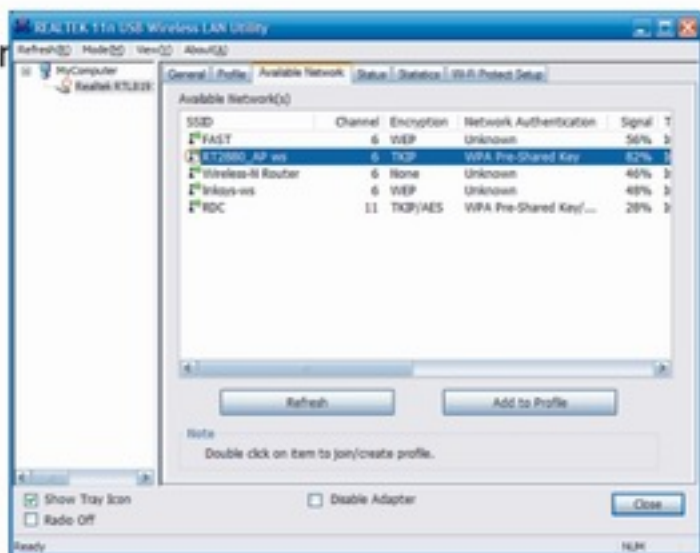 r
REALTEK 11n USB Wireless LAN Utility
Refresh(R) Mode(M) View(V) About(A)
MyComputer
Realtek RTL819
General Profile Available Network Status Statistics Wi-Fi Protect Setup
Available Network(s)
SSID Channel Encryption Network Authentication Signal T
FAST 6 WEP Unknown 56%
RT2880_AP ws 6 TKIP WPA Pre-Shared Key 82%
Wireless-N Router 6 None Unknown 46%
linksys-ws 6 WEP Unknown 48%
RDC 11 TKIP/AES WPA Pre-Shared Key/... 28%
Refresh Add to Profile
Note
Double click on item to join/create profile.
Show Tray Icon Disable Adapter Close
Radio Off
Ready NUM